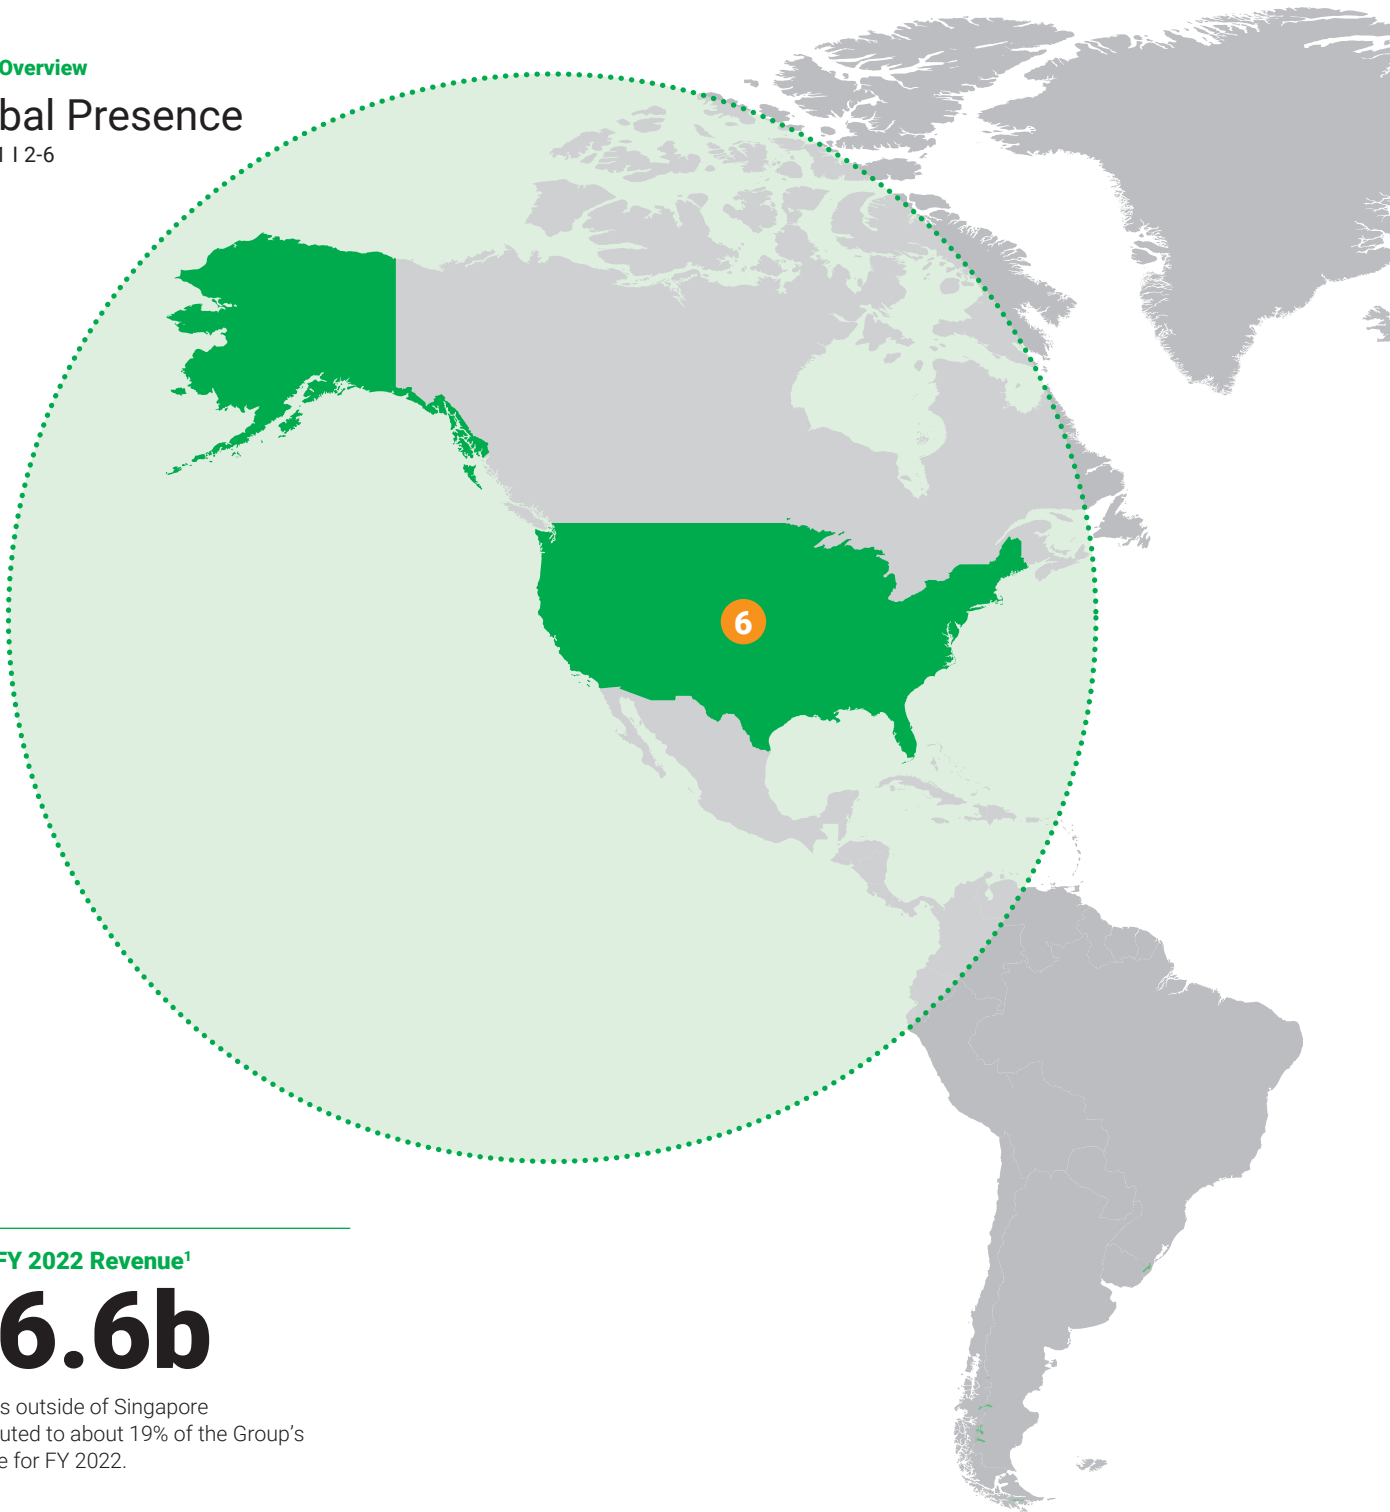 Overview
bal Presence
1 I 2-6
6
FY 2022 Revenue¹
6.6b
s outside of Singapore
uted to about 19% of the Group's
e for FY 2022.